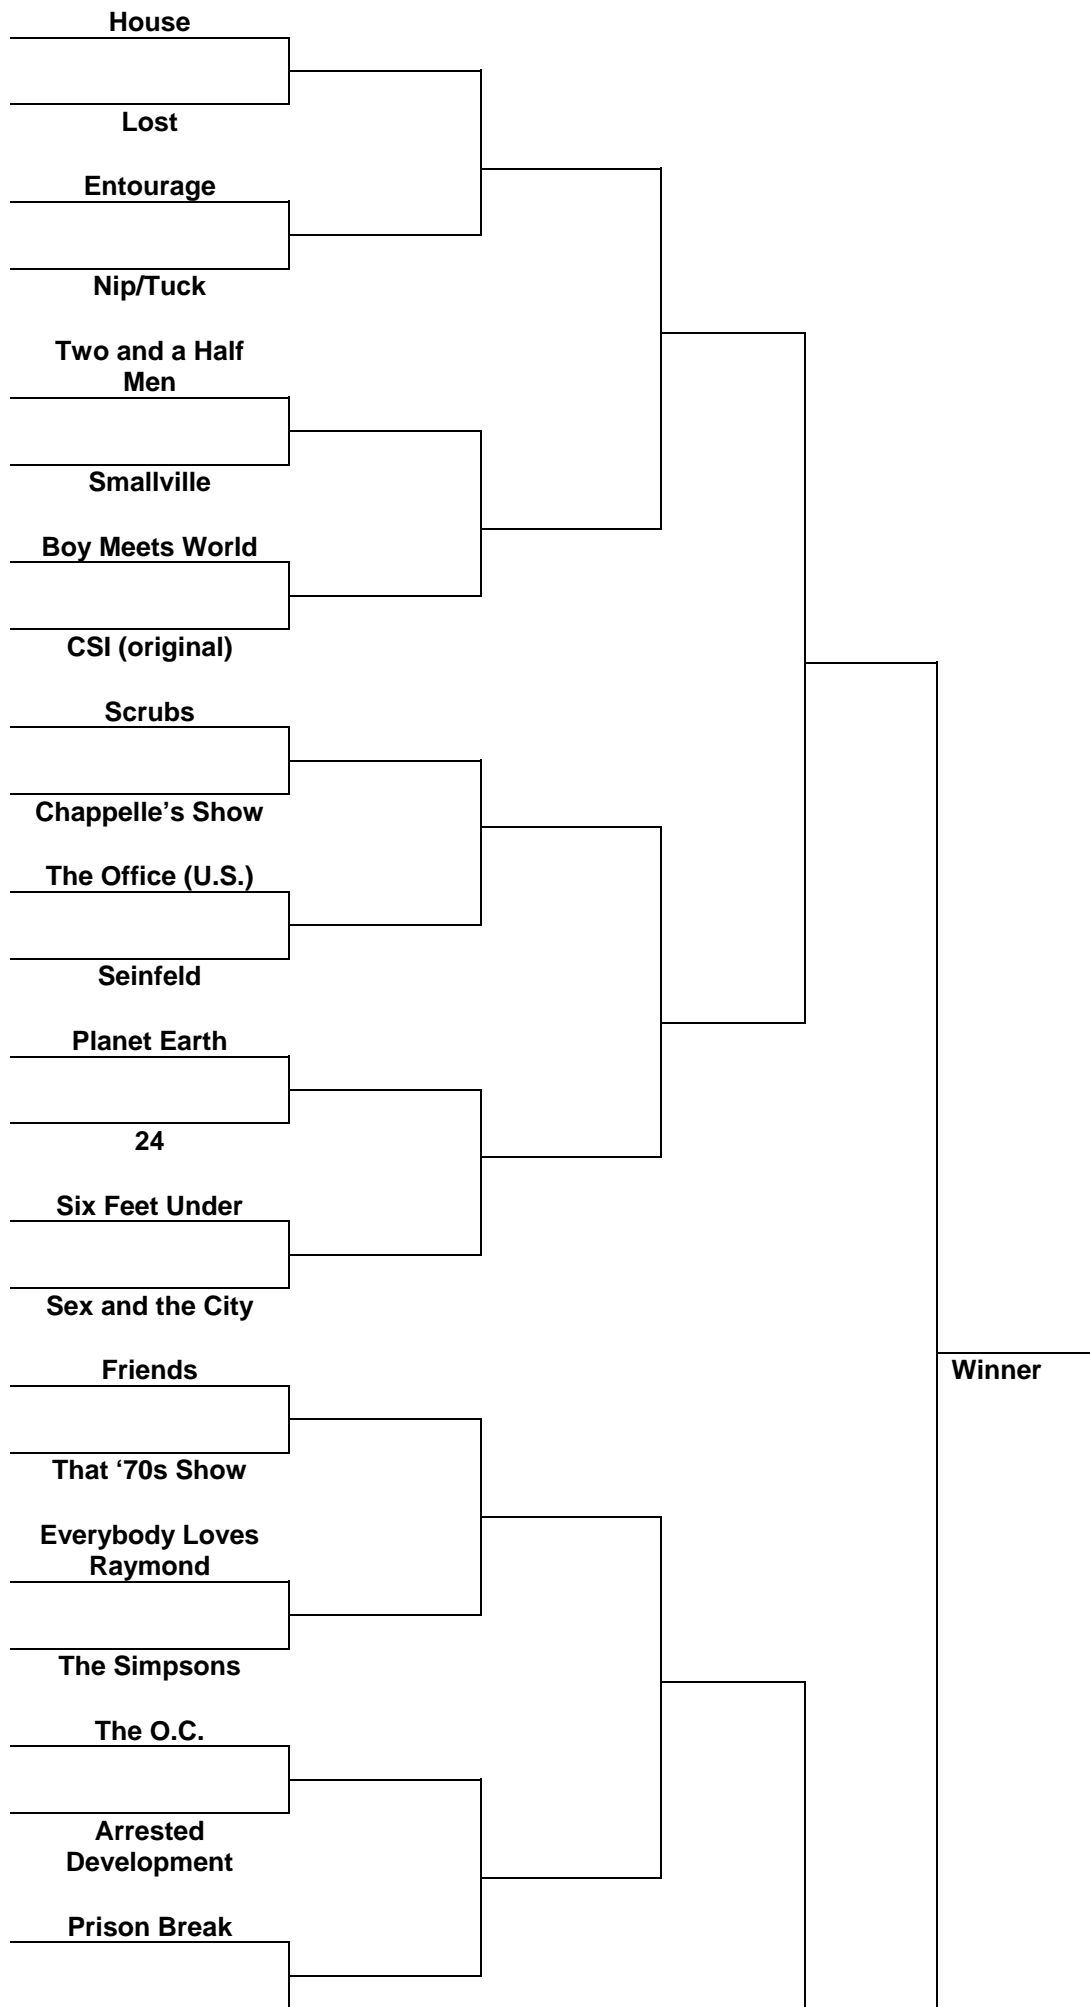 House
Lost
Entourage
Nip/Tuck
Two and a Half
Men
Smallville
Boy Meets World
CSI (original)
Scrubs
Chappelle’s Show
The Office (U.S.)
Seinfeld
Planet Earth
24
Six Feet Under
Sex and the City
Friends
Winner
That ‘70s Show
Everybody Loves
Raymond
The Simpsons
The O.C.
Arrested
Development
Prison Break